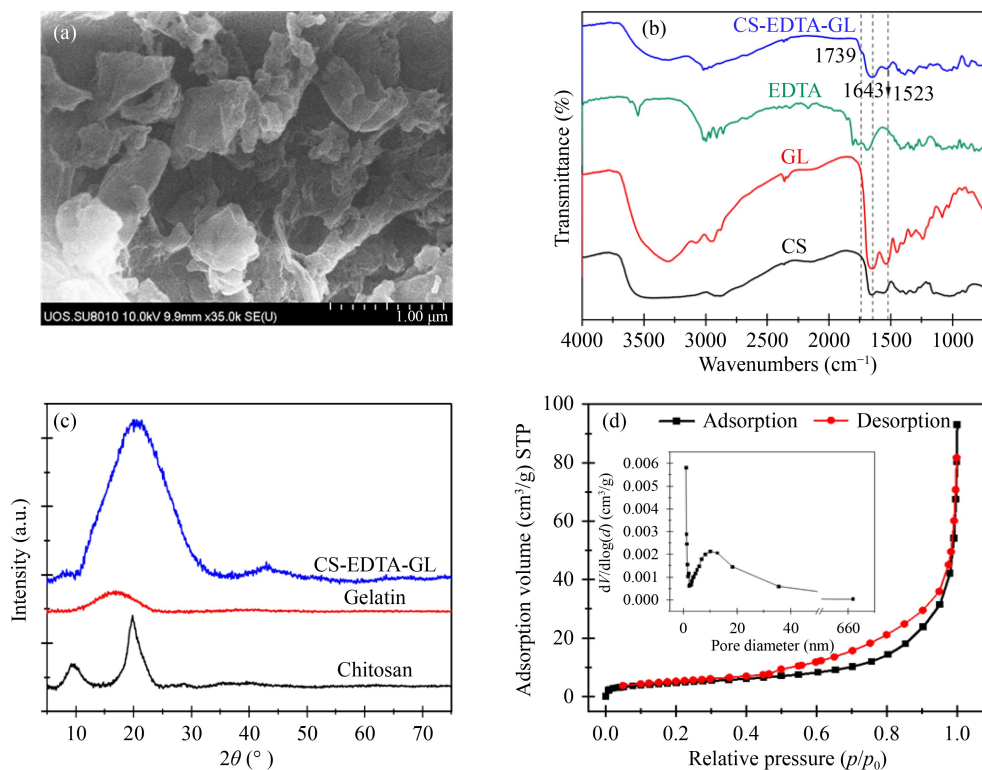 (a)
UOS.SU8010 10.0kV 9.9mm x35.0k SE(U)
1.00 μm
(b)
CS-EDTA-GL
1739
1643
1523
EDTA
GL
CS
Transmittance (%)
4000 3500 3000 2500 2000 1500 1000
Wavenumbers (cm⁻¹)
(c)
CS-EDTA-GL
Gelatin
Chitosan
Intensity (a.u.)
10 20 30 40 50 60 70
2θ (°)
(d)
Adsorption
Desorption
Adsorption volume (cm³/g) STP
100
80
60
40
20
0
0.0 0.2 0.4 0.6 0.8 1.0
Relative pressure (p/p₀)
dV/dlog(d) (cm³/g)
0.006
0.005
0.004
0.003
0.002
0.001
0.000
0 20 40 660
Pore diameter (nm)